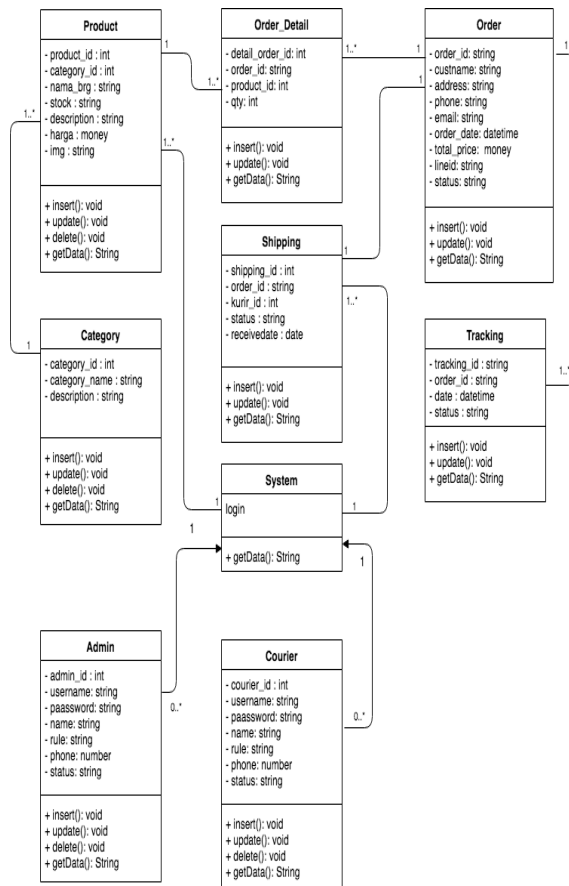 Product
- product_id : int
- category_id : int
- nama_brg : string
- stock : string
- description : string
- harga : money
- img : string
+ insert(): void
+ update(): void
+ delete(): void
+ getData(): String
1
1..*
1..*
1..*
Order_Detail
- detail_order_id: int
- order_id: string
- product_id : int
- qty: int
+ insert(): void
+ update(): void
+ getData(): String
1..*
1
1
1
Order
- order_id: string
- custname: string
- address: string
- phone: string
- email: string
- order_date: datetime
- total_price: money
- lineid: string
- status: string
+ insert(): void
+ update(): void
+ getData(): String
Shipping
- shipping_id : int
- order_id : string
- kurir_id : int
- status : string
- receivedate : date
+ insert(): void
+ update(): void
+ getData(): String
1
1..*
Category
- category_id : int
- category_name : string
- description : string
+ insert(): void
+ update(): void
+ delete(): void
+ getData(): String
1
Tracking
- tracking_id : string
- order_id : string
- date : datetime
- status : string
+ insert(): void
+ update(): void
+ getData(): String
1..*
System
login
+ getData(): String
1
1
1
1
Admin
- admin_id : int
- username: string
- paassword: string
- name: string
- rule: string
- phone: number
- status: string
+ insert(): void
+ update(): void
+ delete(): void
+ getData(): String
0..*
Courier
- courier_id : int
- username: string
- paassword: string
- name: string
- rule: string
- phone: number
- status: string
+ insert(): void
+ update(): void
+ delete(): void
+ getData(): String
0..*